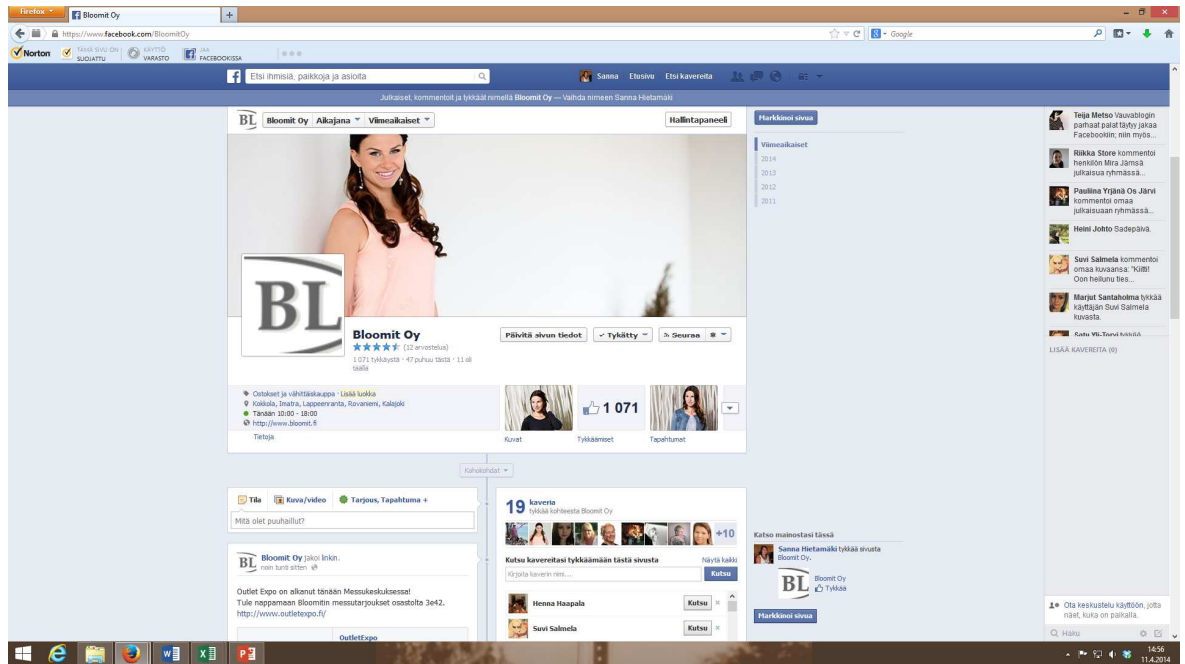 Firefox
Bloomit Oy
https://www.facebook.com/BloomitOy
Google
Norton
TÄMÄ SIVU ON
SUOJATTU
KÄYTTÖ
VARASTO
JAA
FACEBOOKISSA
Etsi ihmisiä, paikkoja ja asioita
Sanna Etusivu Etsi kavereita
Julkaiset, kommentoit ja tykkäät nimellä Bloomit Oy — Vaihda nimeen Sanna Hietamäki
BL Bloomit Oy Aikajana Viimeaikaiset
Hallintapaneeli
BL
Bloomit Oy
(12 arvostelua)
1 071 tykkäystä · 47 puhuu tästä · 11 oli
täällä
Päivitä sivun tiedot
Tykätty
Seuraa
Ostokset ja vähittäiskauppa · Lisää luokka
Kokkola, Imatra, Lappeenranta, Rovaniemi, Kalajoki
Tänään 10:00 - 18:00
http://www.bloomit.fi
Tietoja
Kuvat
1 071
Tykkäämiset
Tapahtumat
Kohokohdat
Tila Kuva/video Tarjous, Tapahtuma +
Mitä olet puuhaillut?
BL
Bloomit Oy jakoi linkin.
noin tunti sitten
Outlet Expo on alkanut tänään Messukeskuksessa!
Tule nappamaan Bloomitin messutarjoukset osastolta 3e42.
http://www.outletexpo.fi/
OutletExpo
19 kaveria
tykkää kohteesta Bloomit Oy
+10
Kutsu kavereitasi tykkäämään tästä sivusta
Näytä kaikki
Kirjoita kaverin nimi...
Kutsu
Henna Haapala
Kutsu
Suvi Salmela
Kutsu
Markkinoi sivua
Viimeaikaiset
2014
2013
2012
2011
Katso mainostasi tässä
Sanna Hietamäki tykkää sivusta
Bloomit Oy.
BL
Bloomit Oy
Tykkää
Markkinoi sivua
Teija Metso Vauvablogin
parhaat palat täytyy jakaa
Facebookiin; niin myös...
Riikka Store kommentoi
henkilön Mira Jämsä
julkaisua ryhmässä...
Pauliina Yrjänä Os Järvi
kommentoi omaa
julkaisuaan ryhmässä...
Heini Johto Sadepäivä.
Suvi Salmela kommentoi
omaa kuvaansa: "Kiitti!
Oon heilunu ties...
Marjut Santaholma tykkää
käyttäjän Suvi Salmela
kuvasta.
Satu Yli-Torvi tykkää
LISÄÄ KAVEREITA (0)
Ota keskustelu käyttöön, jotta
näet, kuka on paikalla.
Haku
14:56
11.4.2014